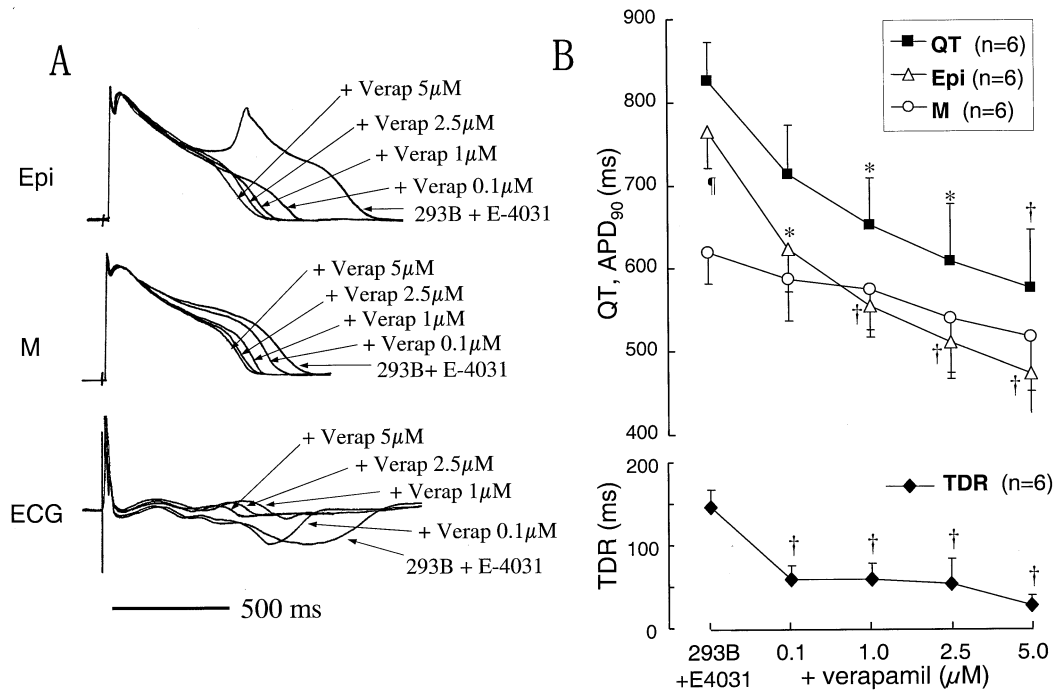 A
Epi
+ Verap 5μM
+ Verap 2.5μM
+ Verap 1μM
+ Verap 0.1μM
293B + E-4031
M
+ Verap 5μM
+ Verap 2.5μM
+ Verap 1μM
+ Verap 0.1μM
293B+ E-4031
ECG
+ Verap 5μM
+ Verap 2.5μM
+ Verap 1μM
+ Verap 0.1μM
293B + E-4031
500 ms
B
QT, APD90 (ms)
900
800
700
600
500
400
QT (n=6)
Epi (n=6)
M (n=6)
* * †
¶ * † † †
TDR (ms)
200
100
0
TDR (n=6)
† † † †
293B 0.1 1.0 2.5 5.0
+E4031 + verapamil (μM)